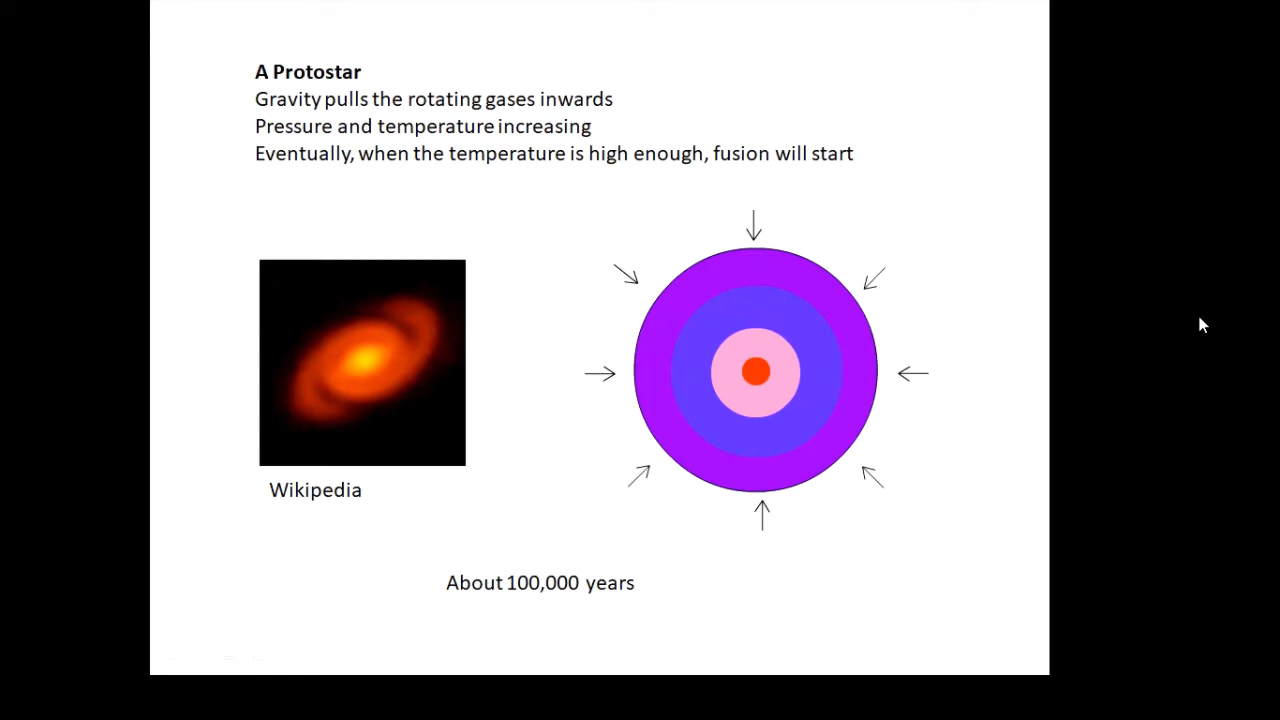 A Protostar
Gravity pulls the rotating gases inwards
Pressure and temperature increasing
Eventually, when the temperature is high enough, fusion will start
Wikipedia
About 100,000 years